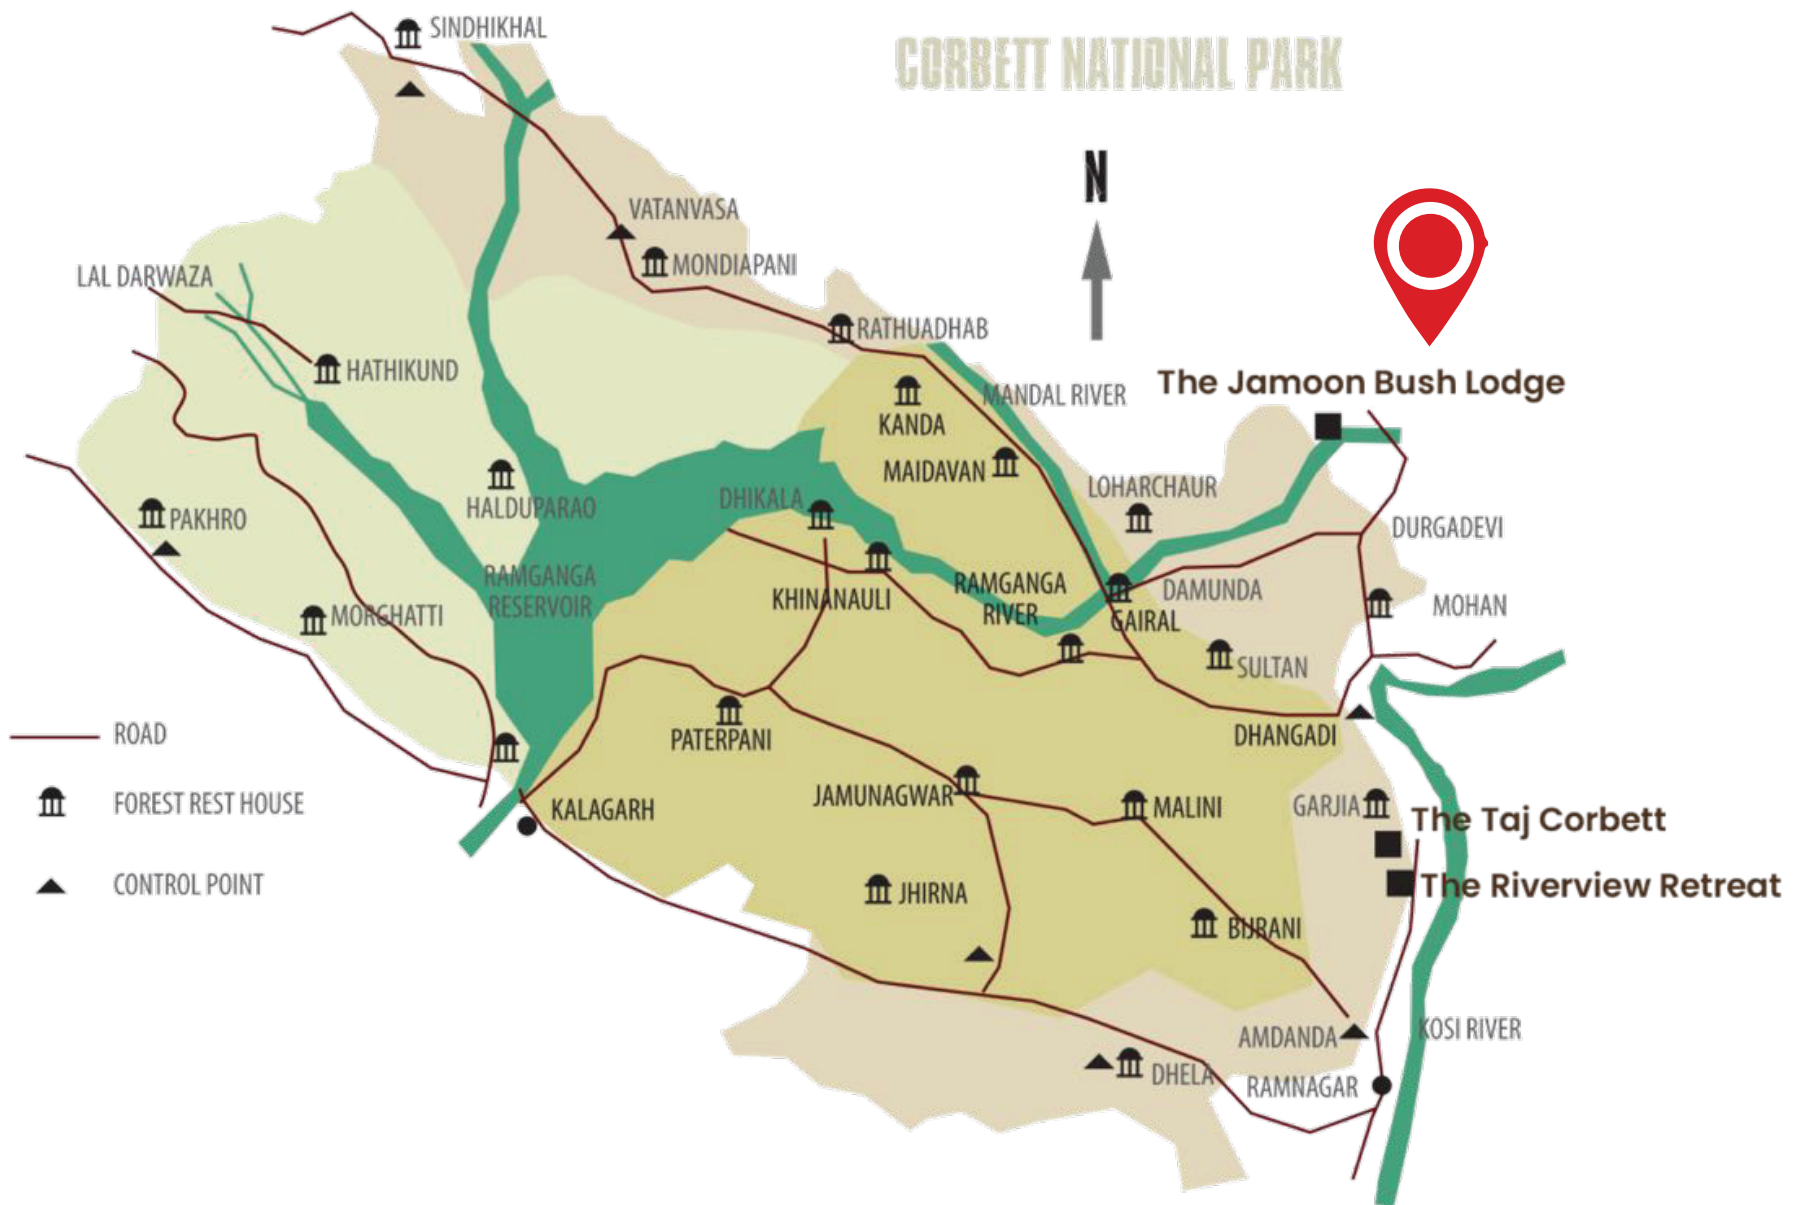 SINDHIKHAL
CORBETT NATIONAL PARK
N
VATANVASA
MONDIAPANI
LAL DARWAZA
RATHUADHAB
HATHIKUND
MANDAL RIVER
The Jamoon Bush Lodge
KANDA
MAIDAVAN
LOHARCHAUR
DHIKALA
HALDUPARAO
PAKHRO
DURGADEVI
RAMGANGA
RESERVOIR
KHINANAULI
RAMGANGA
RIVER
DAMUNDA
GAIRAL
MOHAN
MORGHATTI
SULTAN
ROAD
PATERPANI
DHANGADI
FOREST REST HOUSE
KALAGARH
JAMUNAGWAR
MALINI
GARJIA
The Taj Corbett
CONTROL POINT
JHIRNA
The Riverview Retreat
BIJRANI
AMDANDA
KOSI RIVER
DHELA
RAMNAGAR